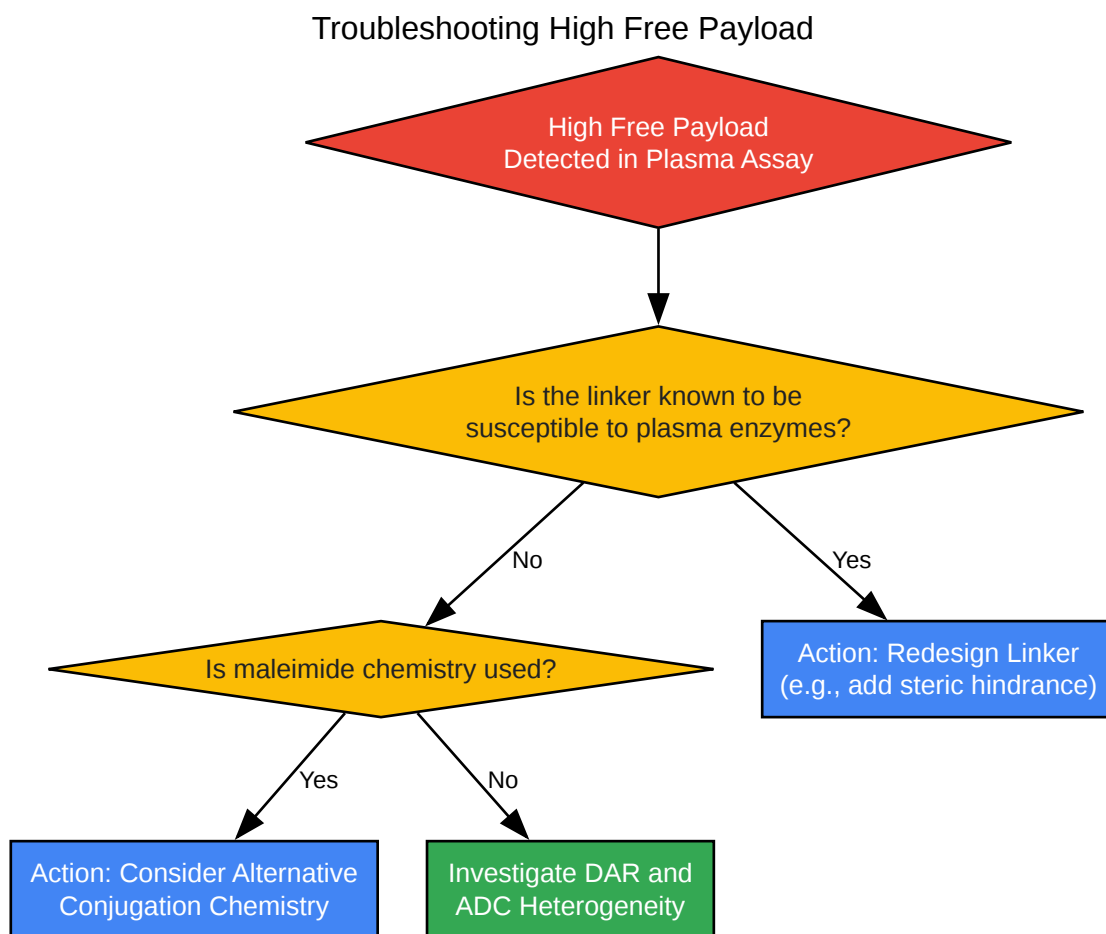 Troubleshooting High Free Payload
High Free Payload
Detected in Plasma Assay
Is the linker known to be
susceptible to plasma enzymes?
No
Yes
Is maleimide chemistry used?
Action: Redesign Linker
(e.g., add steric hindrance)
Yes
No
Action: Consider Alternative
Conjugation Chemistry
Investigate DAR and
ADC Heterogeneity